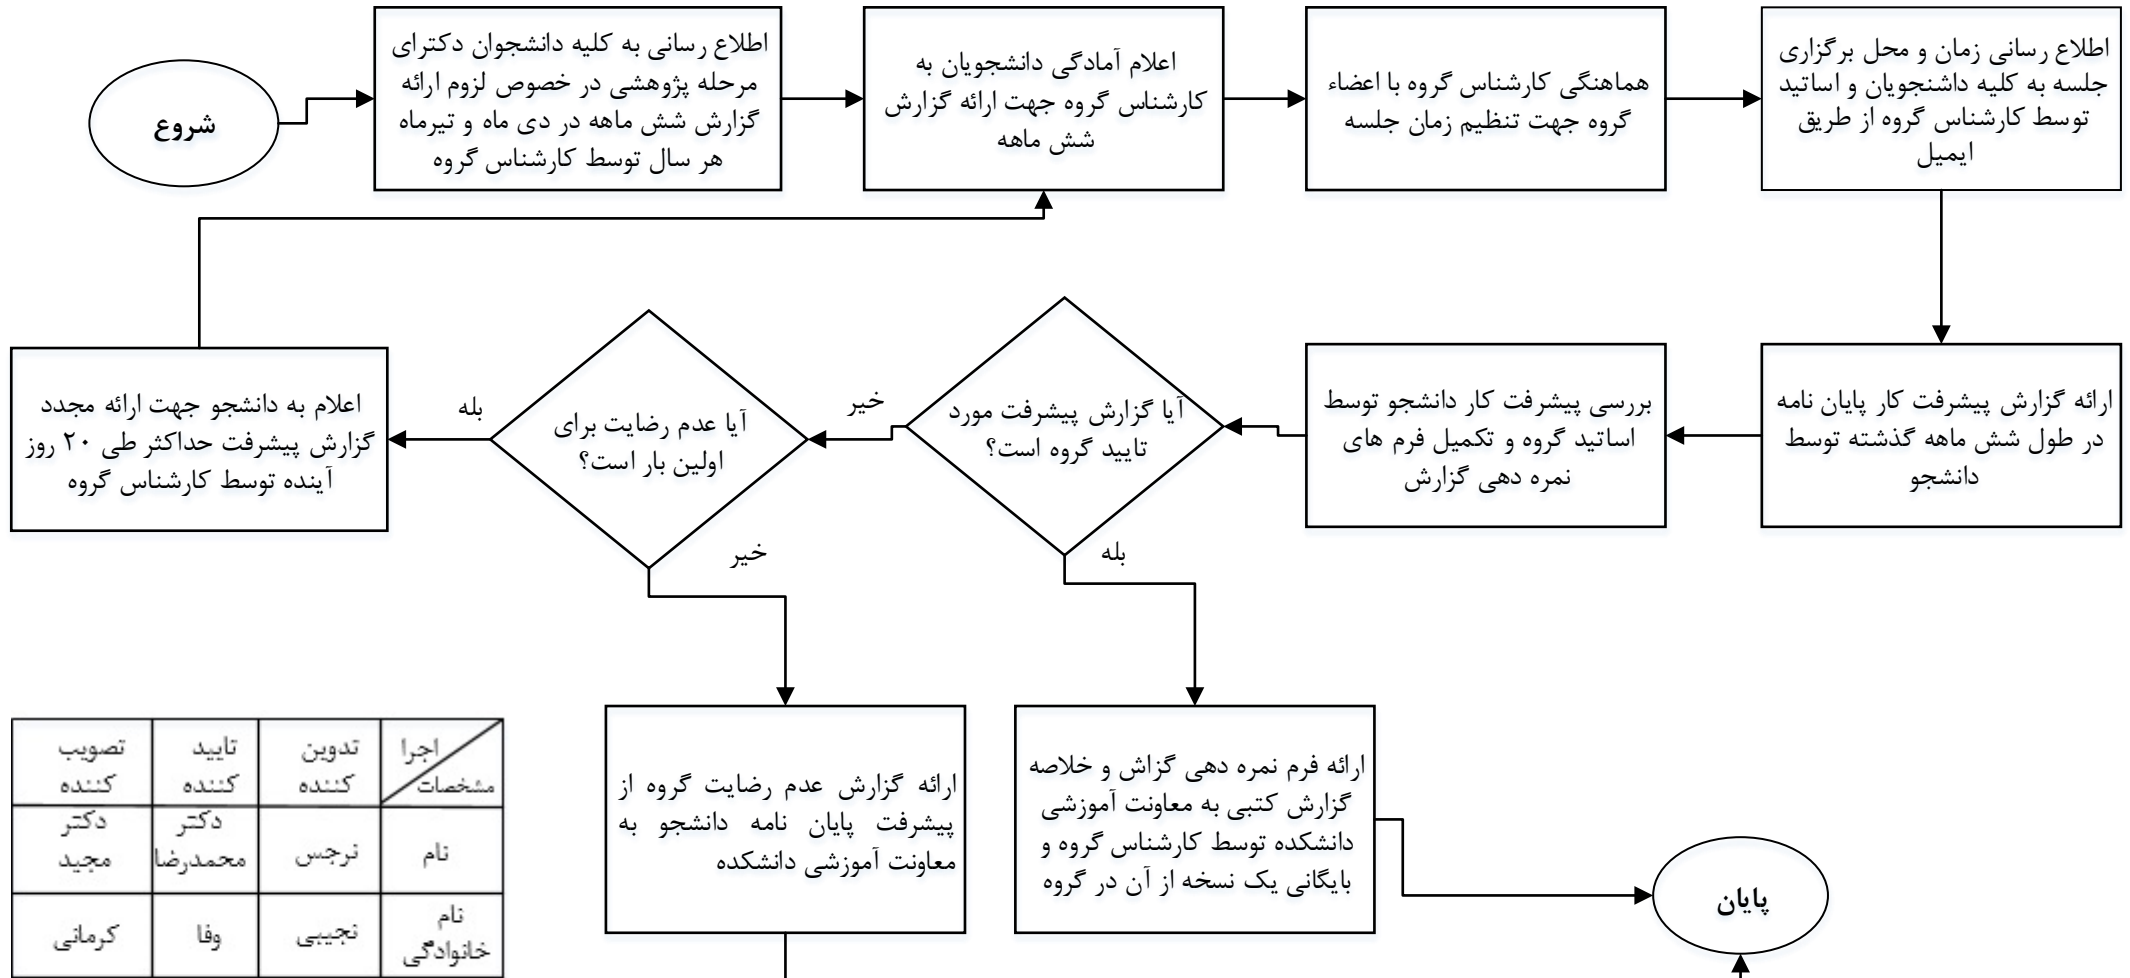 شروع
اطلاع رسانی به کلیه دانشجوان دکترای
مرحله پژوهشی در خصوص لزوم ارائه
گزارش شش ماهه در دی ماه و تیرماه
هر سال توسط کارشناس گروه
اعلام آمادگی دانشجویان به
کارشناس گروه جهت ارائه گزارش
شش ماهه
هماهنگی کارشناس گروه با اعضاء
گروه جهت تنظیم زمان جلسه
اطلاع رسانی زمان و محل برگزاری
جلسه به کلیه داشنجویان و اساتید
توسط کارشناس گروه از طریق
ایمیل
ارائه گزارش پیشرفت کار پایان نامه
در طول شش ماهه گذشته توسط
دانشجو
بررسی پیشرفت کار دانشجو توسط
اساتید گروه و تکمیل فرم های
نمره دهی گزارش
آیا گزارش پیشرفت مورد
تایید گروه است؟
خیر
بله
آیا عدم رضایت برای
اولین بار است؟
بله
خیر
اعلام به دانشجو جهت ارائه مجدد
گزارش پیشرفت حداکثر طی ۲۰ روز
آینده توسط کارشناس گروه
ارائه فرم نمره دهی گزاش و خلاصه
گزارش کتبی به معاونت آموزشی
دانشکده توسط کارشناس گروه و
بایگانی یک نسخه از آن در گروه
ارائه گزارش عدم رضایت گروه از
پیشرفت پایان نامه دانشجو به
معاونت آموزشی دانشکده
پایان
اجرا
مشخصات
تدوین
کننده
تایید
کننده
تصویب
کننده
نام
نرجس
دکتر
محمدرضا
دکتر
مجید
نام
خانوادگی
نجیبی
وفا
کرمانی